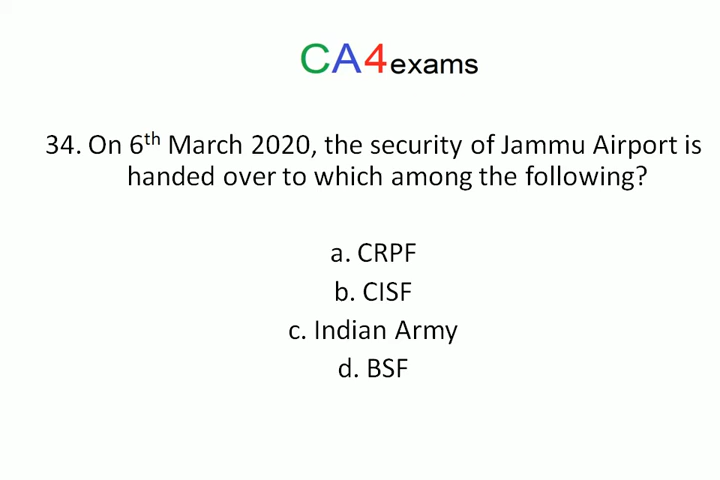 CA4exams
34. On 6th March 2020, the security of Jammu Airport is
handed over to which among the following?
a. CRPF
b. CISF
c. Indian Army
d. BSF